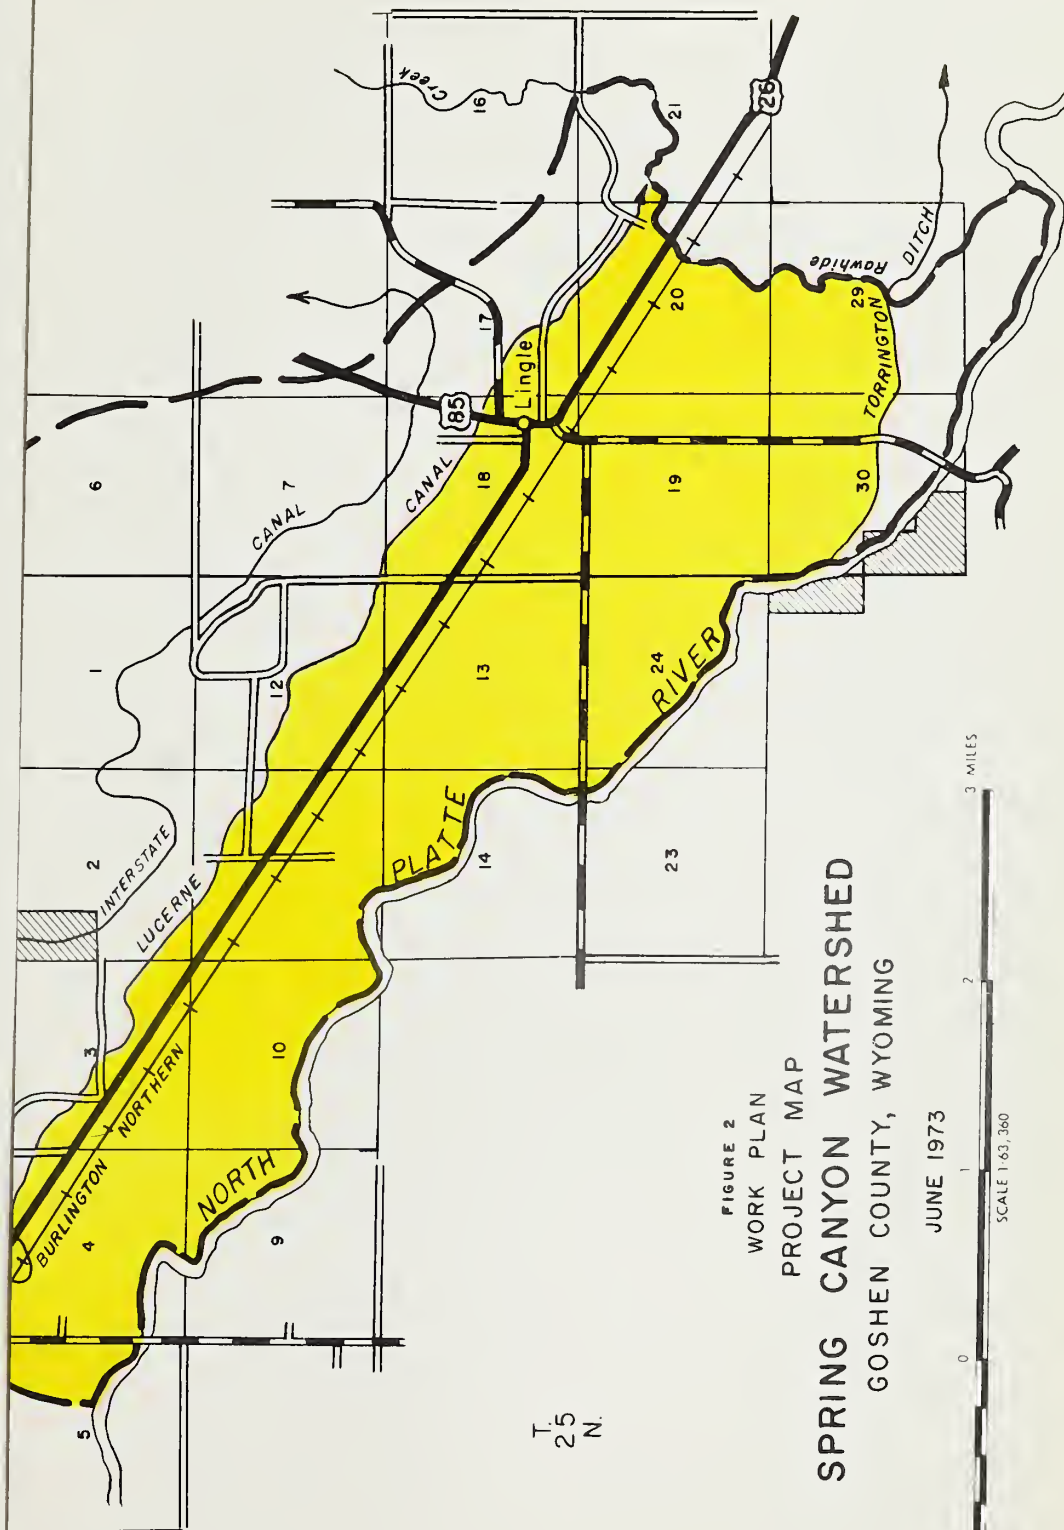 6
1
2
3
4
5
7
12
10
9
16
17
18
13
14
21
20
19
24
23
29
30
Creek
CANAL
INTERSTATE
CANAL
LUCERNE
85
Lingle
26
BURLINGTON NORTHERN
NORTH PLATTE RIVER
Rawhide
TORRINGTON DITCH
T.
25
N.
FIGURE 2
WORK PLAN
PROJECT MAP
SPRING CANYON WATERSHED
GOSHEN COUNTY, WYOMING
JUNE 1973
0 1 2 3 MILES
SCALE 1:63,360